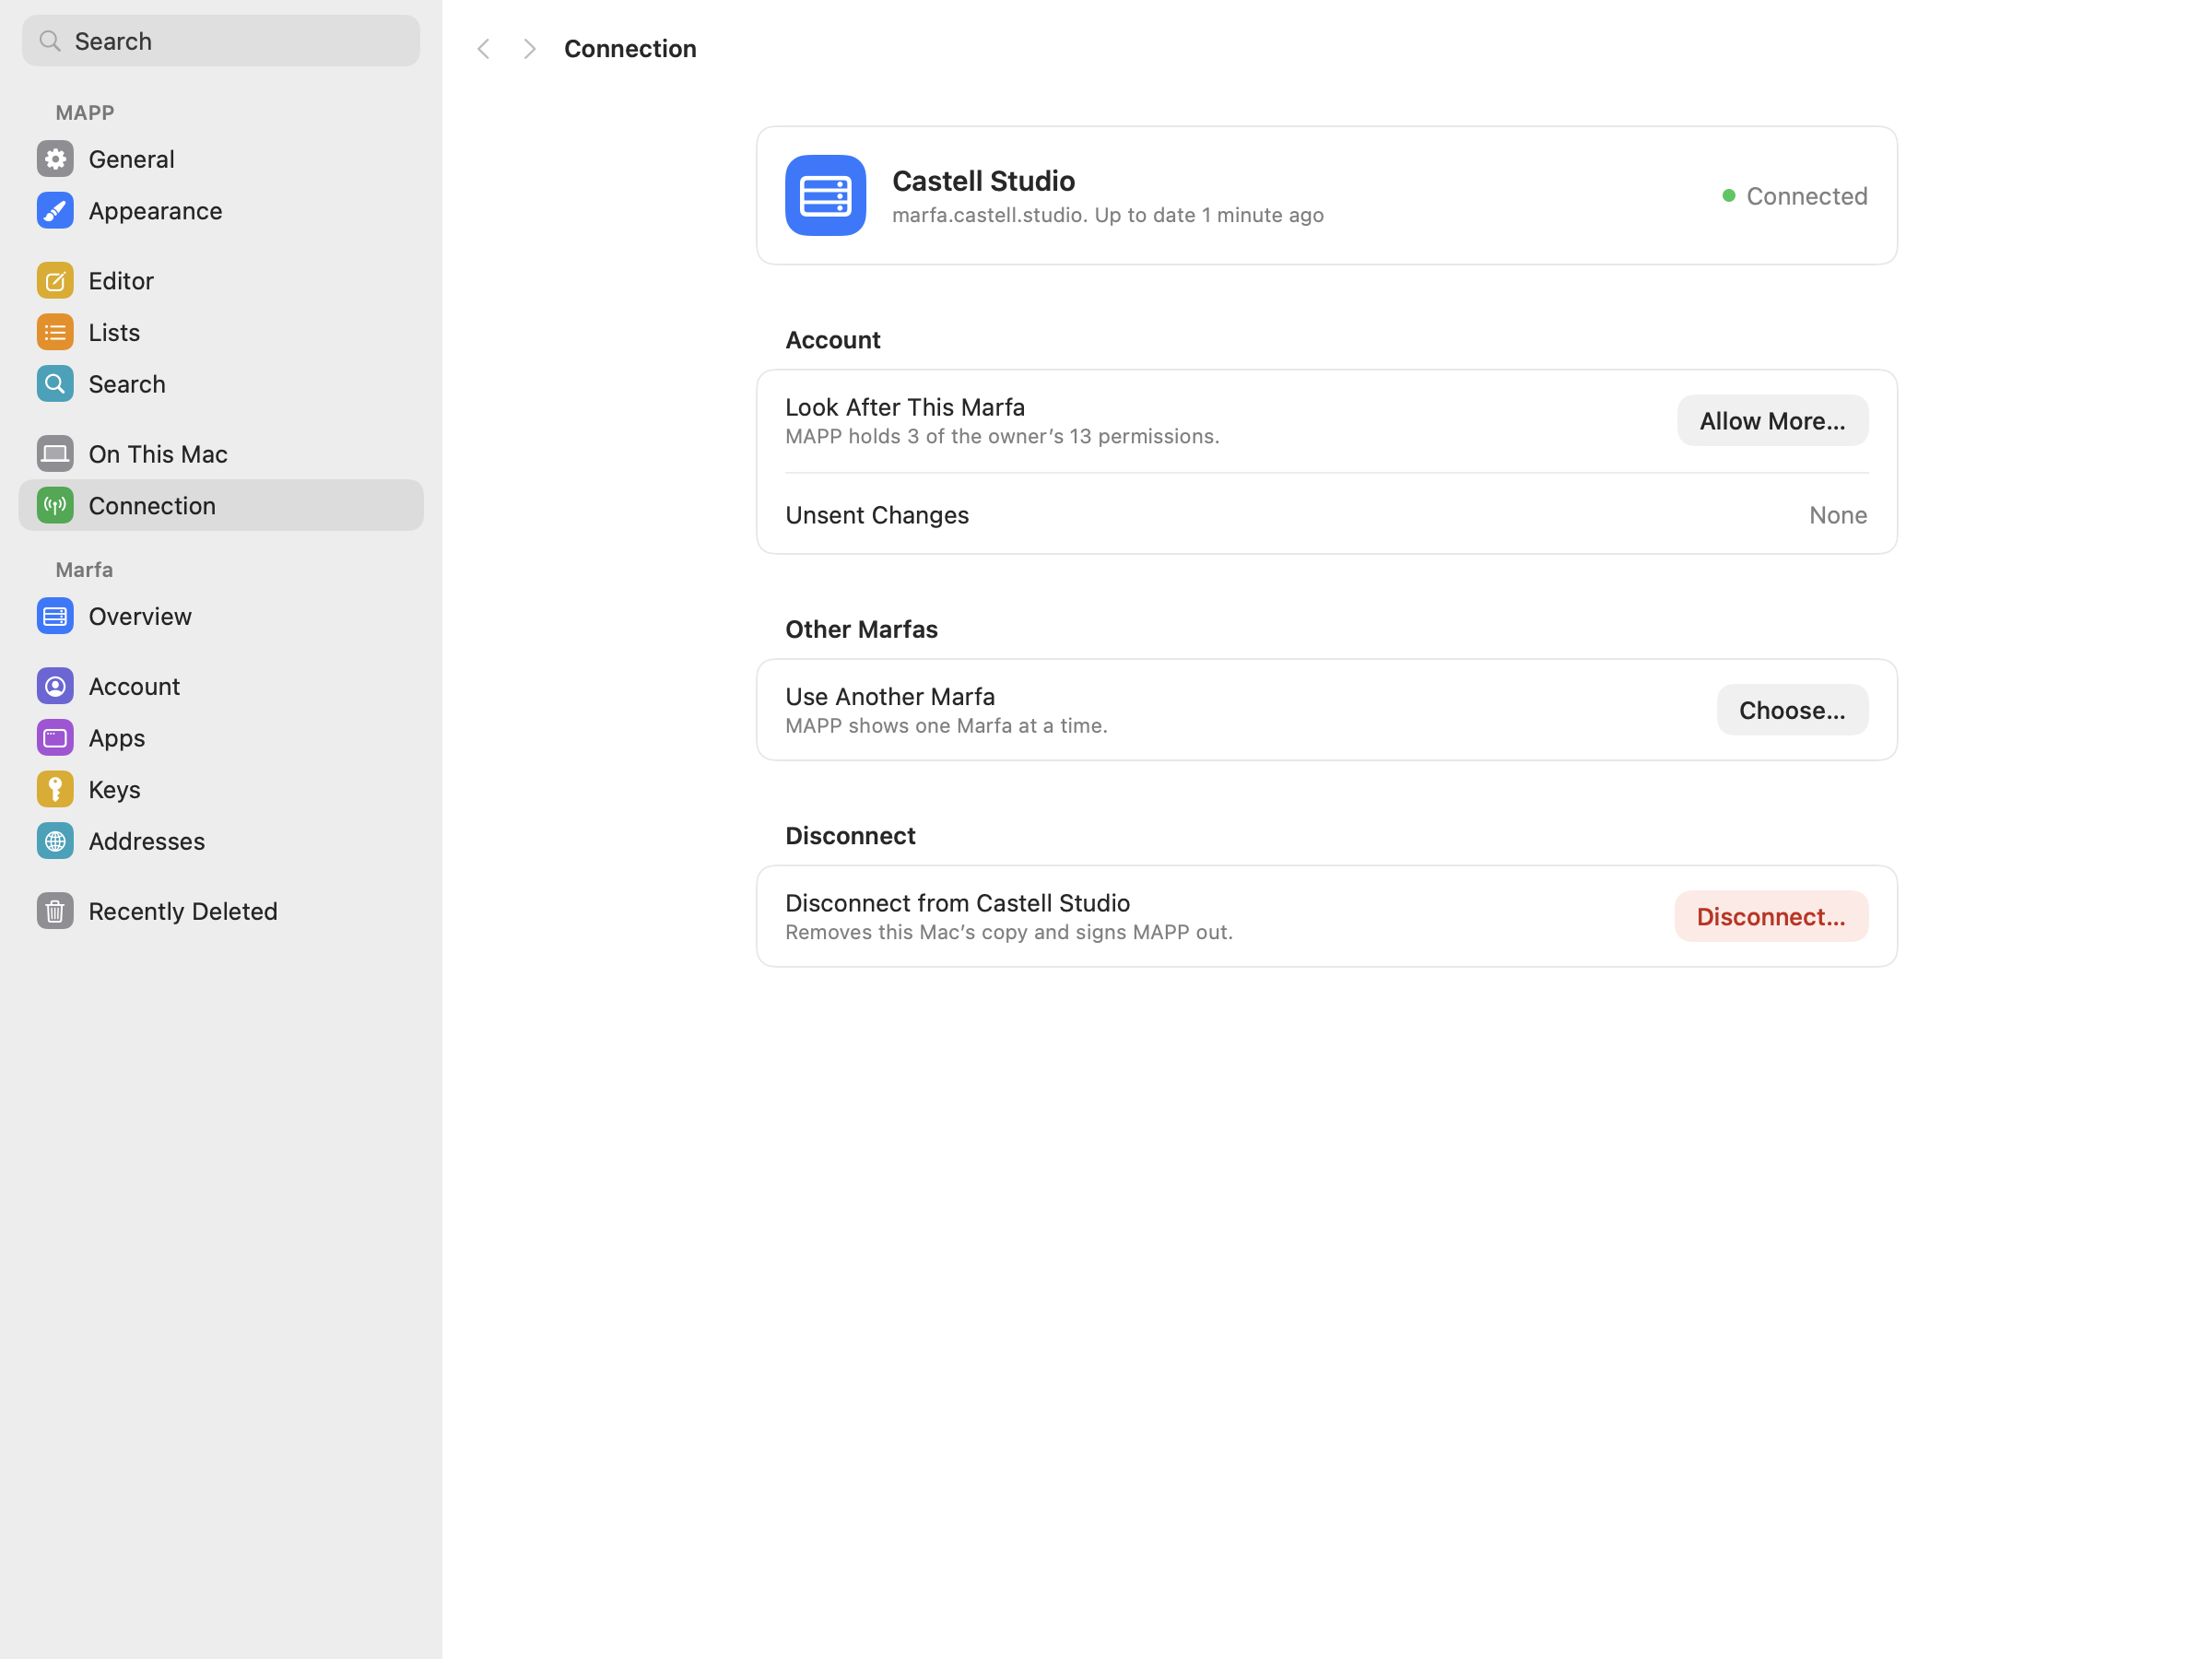 Search
MAPP
General
Appearance
Editor
Lists
Search
On This Mac
Connection
Marfa
Overview
Account
Apps
Keys
Addresses
Recently Deleted
Connection
Castell Studio
marfa.castell.studio. Up to date 1 minute ago
Connected
Account
Look After This Marfa
MAPP holds 3 of the owner’s 13 permissions.
Allow More...
Unsent Changes
None
Other Marfas
Use Another Marfa
MAPP shows one Marfa at a time.
Choose...
Disconnect
Disconnect from Castell Studio
Removes this Mac’s copy and signs MAPP out.
Disconnect...